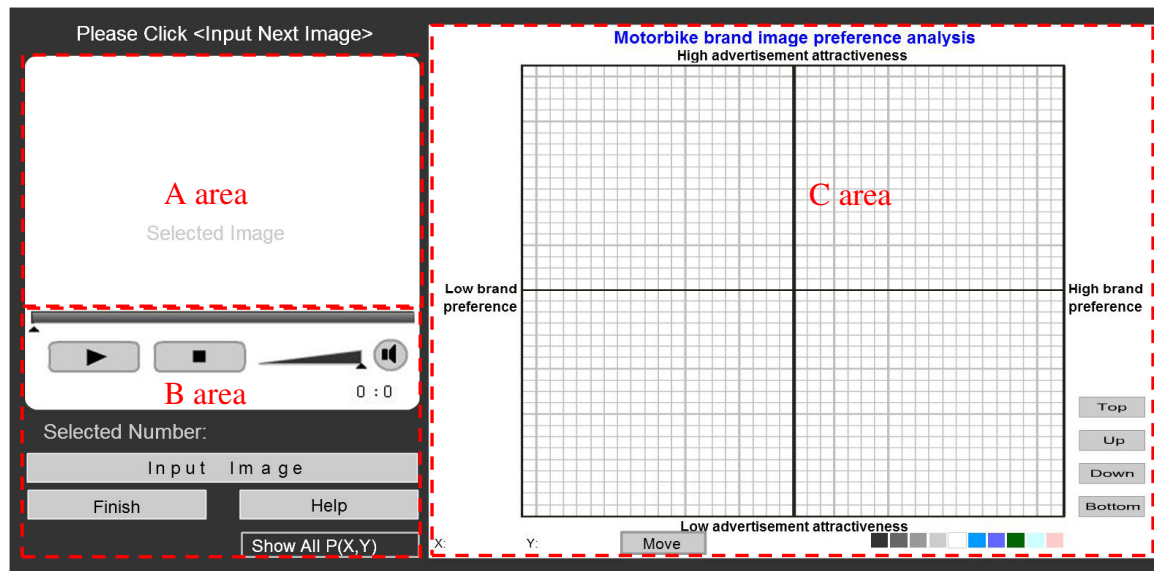 Please Click <Input Next Image>
A area
Selected Image
B area
0 : 0
Selected Number:
Input Image
Finish
Help
Show All P(X,Y)
Motorbike brand image preference analysis
High advertisement attractiveness
C area
Low brand
preference
High brand
preference
Top
Up
Down
Bottom
Low advertisement attractiveness
X:
Y:
Move